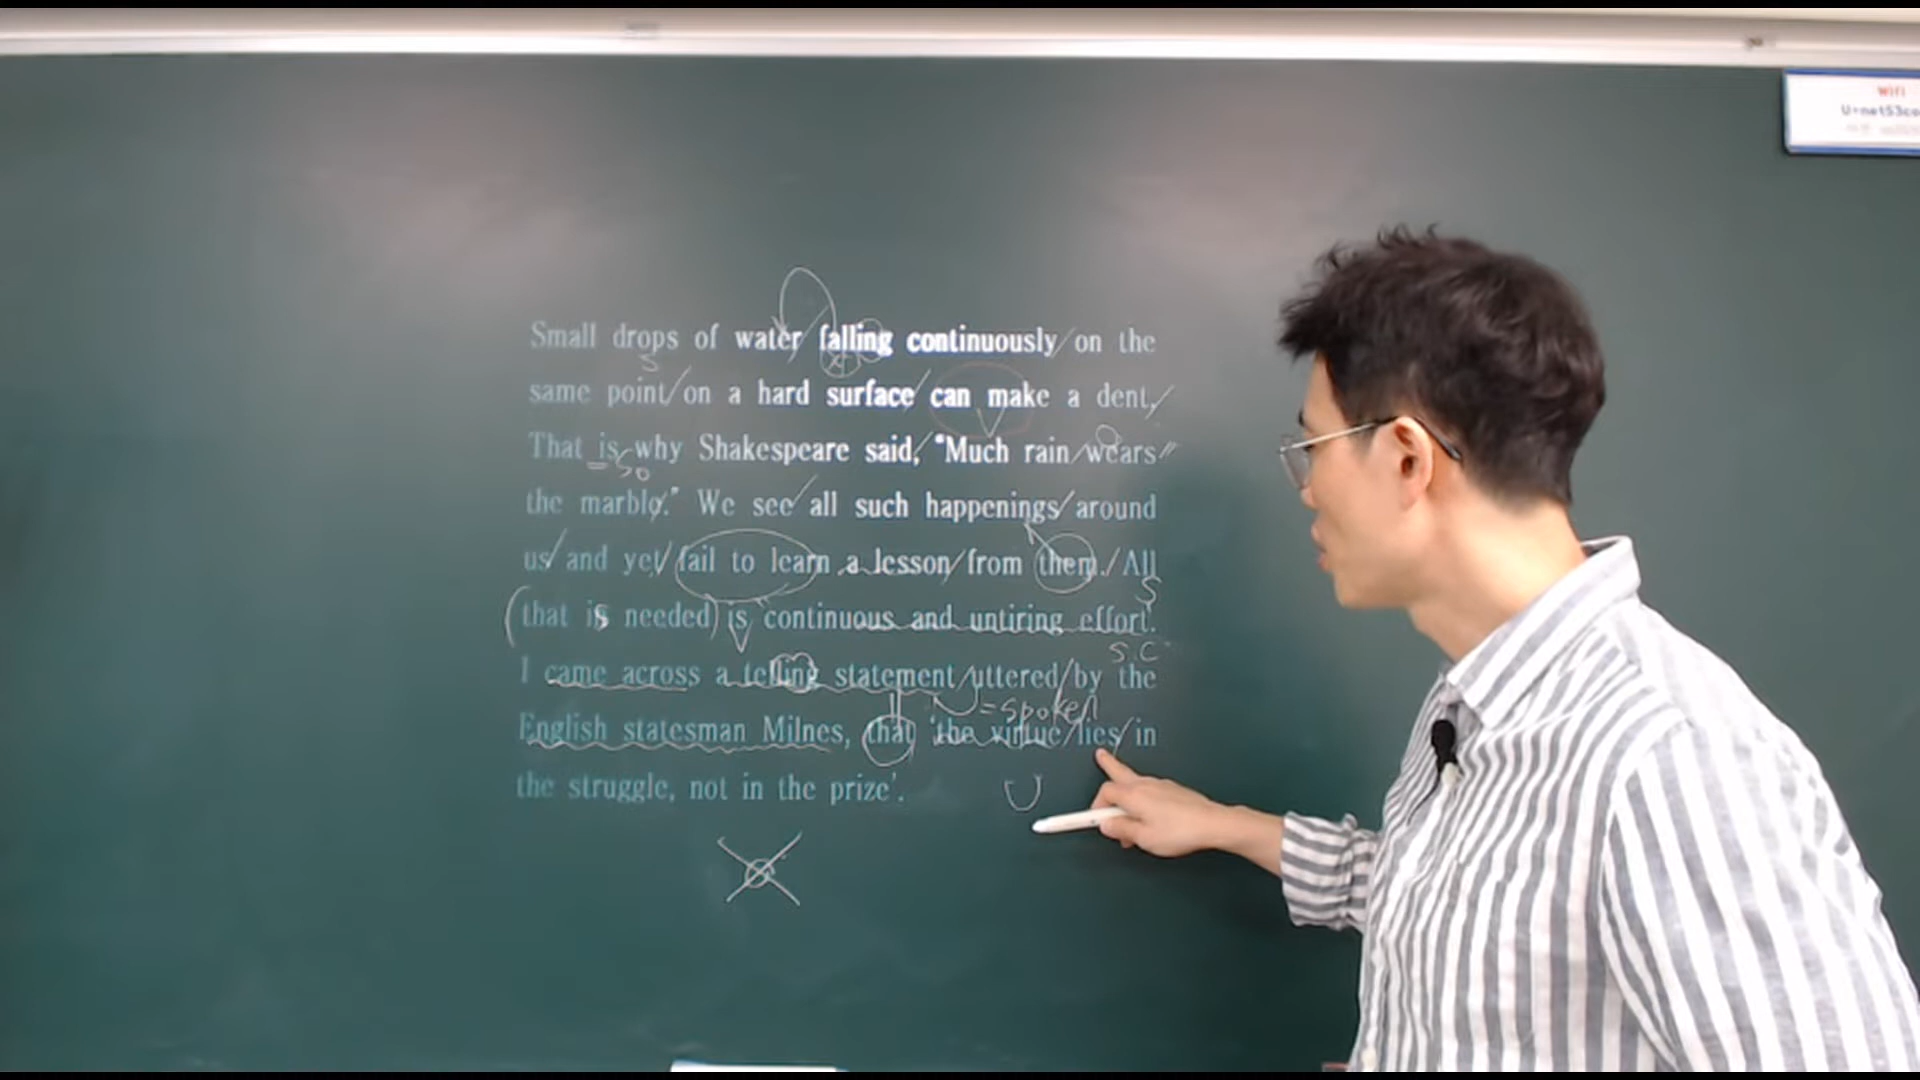 Wifi
Small drops of water falling continuously on the
same point on a hard surface can make a dent,
That is why Shakespeare said, "Much rain wears
the marble." We see all such happenings around
us and yet fail to learn a lesson from them. All
that is needed is continuous and untiring effort.
I came across a telling statement uttered by the
English statesman Milnes, that 'the virtue lies in
the struggle, not in the prize'.
S
V
so
S
S.C
V
= spoken